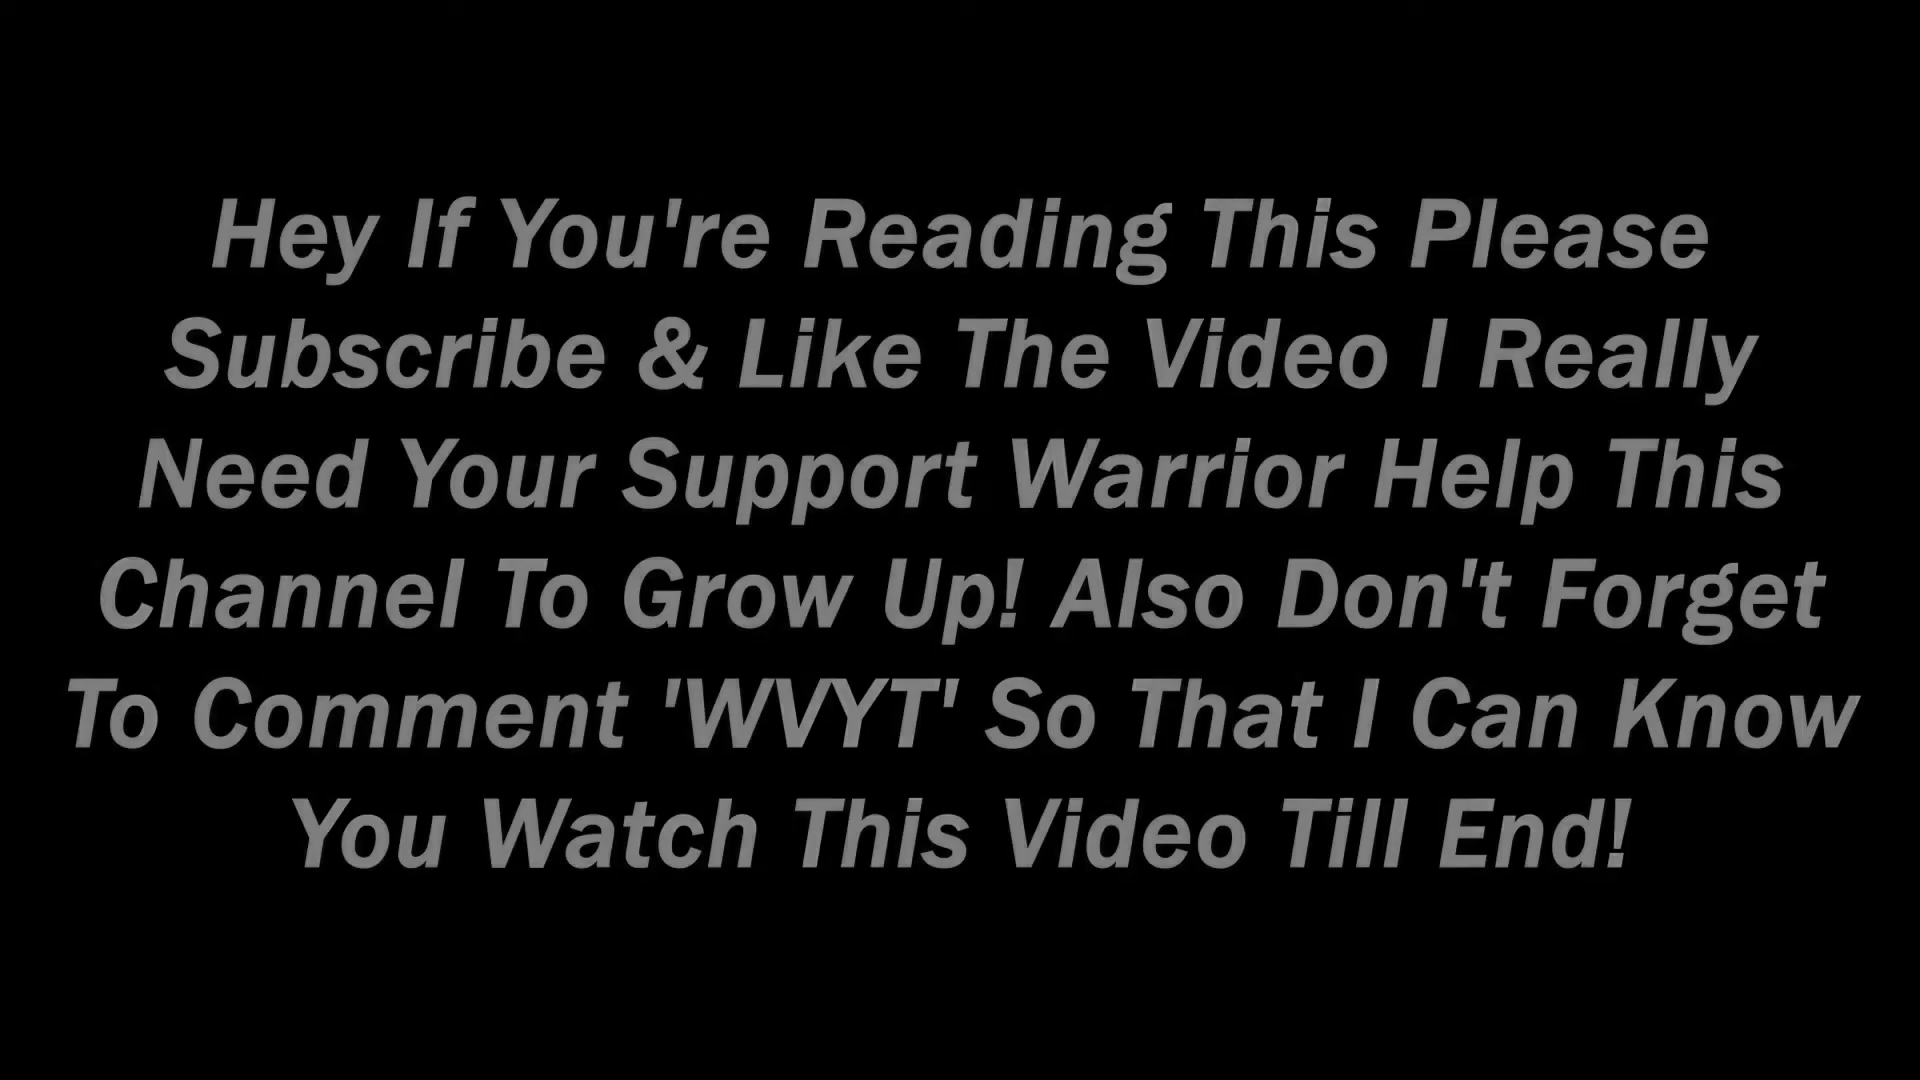 Hey If You're Reading This Please
Subscribe & Like The Video I Really
Need Your Support Warrior Help This
Channel To Grow Up! Also Don't Forget
To Comment 'WVYT' So That I Can Know
You Watch This Video Till End!